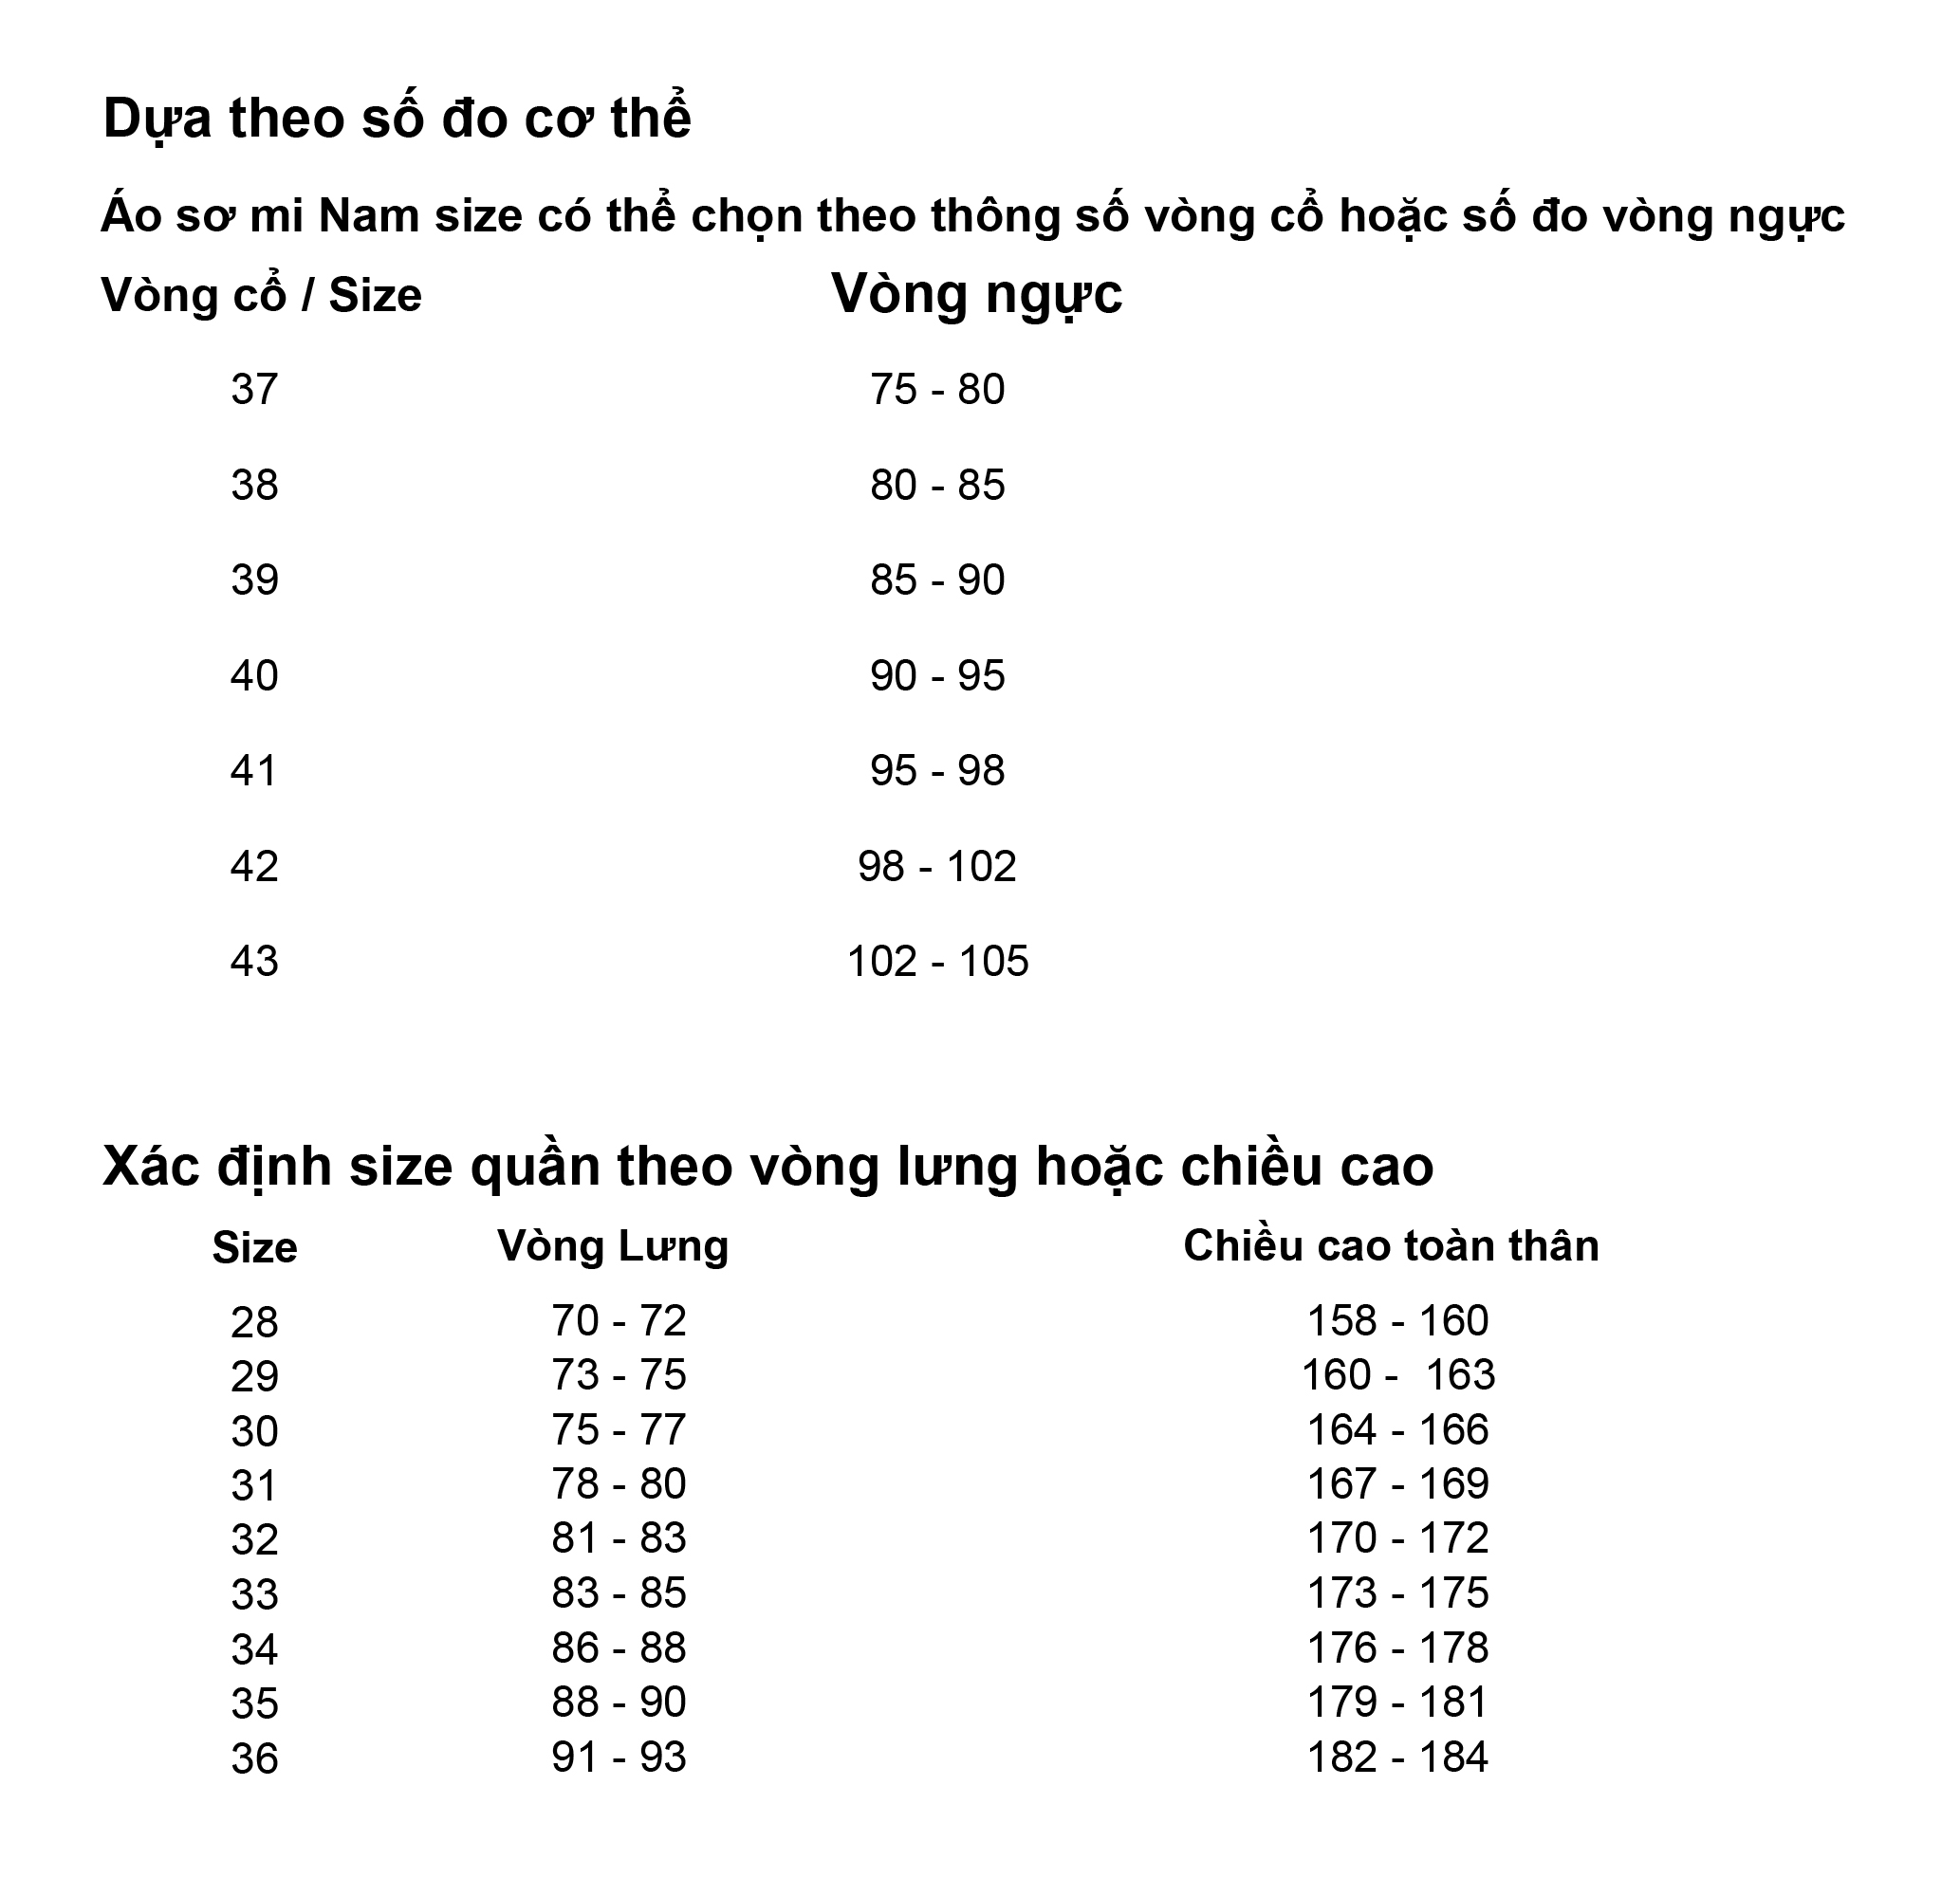 Dựa theo số đo cơ thể
Áo sơ mi Nam size có thể chọn theo thông số vòng cổ hoặc số đo vòng ngực
Vòng cổ / Size Vòng ngực
37 75 - 80
38 80 - 85
39 85 - 90
40 90 - 95
41 95 - 98
42 98 - 102
43 102 - 105
Xác định size quần theo vòng lưng hoặc chiều cao
Size Vòng Lưng Chiều cao toàn thân
28 70 - 72 158 - 160
29 73 - 75 160 -  163
30 75 - 77 164 - 166
31 78 - 80 167 - 169
32 81 - 83 170 - 172
33 83 - 85 173 - 175
34 86 - 88 176 - 178
35 88 - 90 179 - 181
36 91 - 93 182 - 184